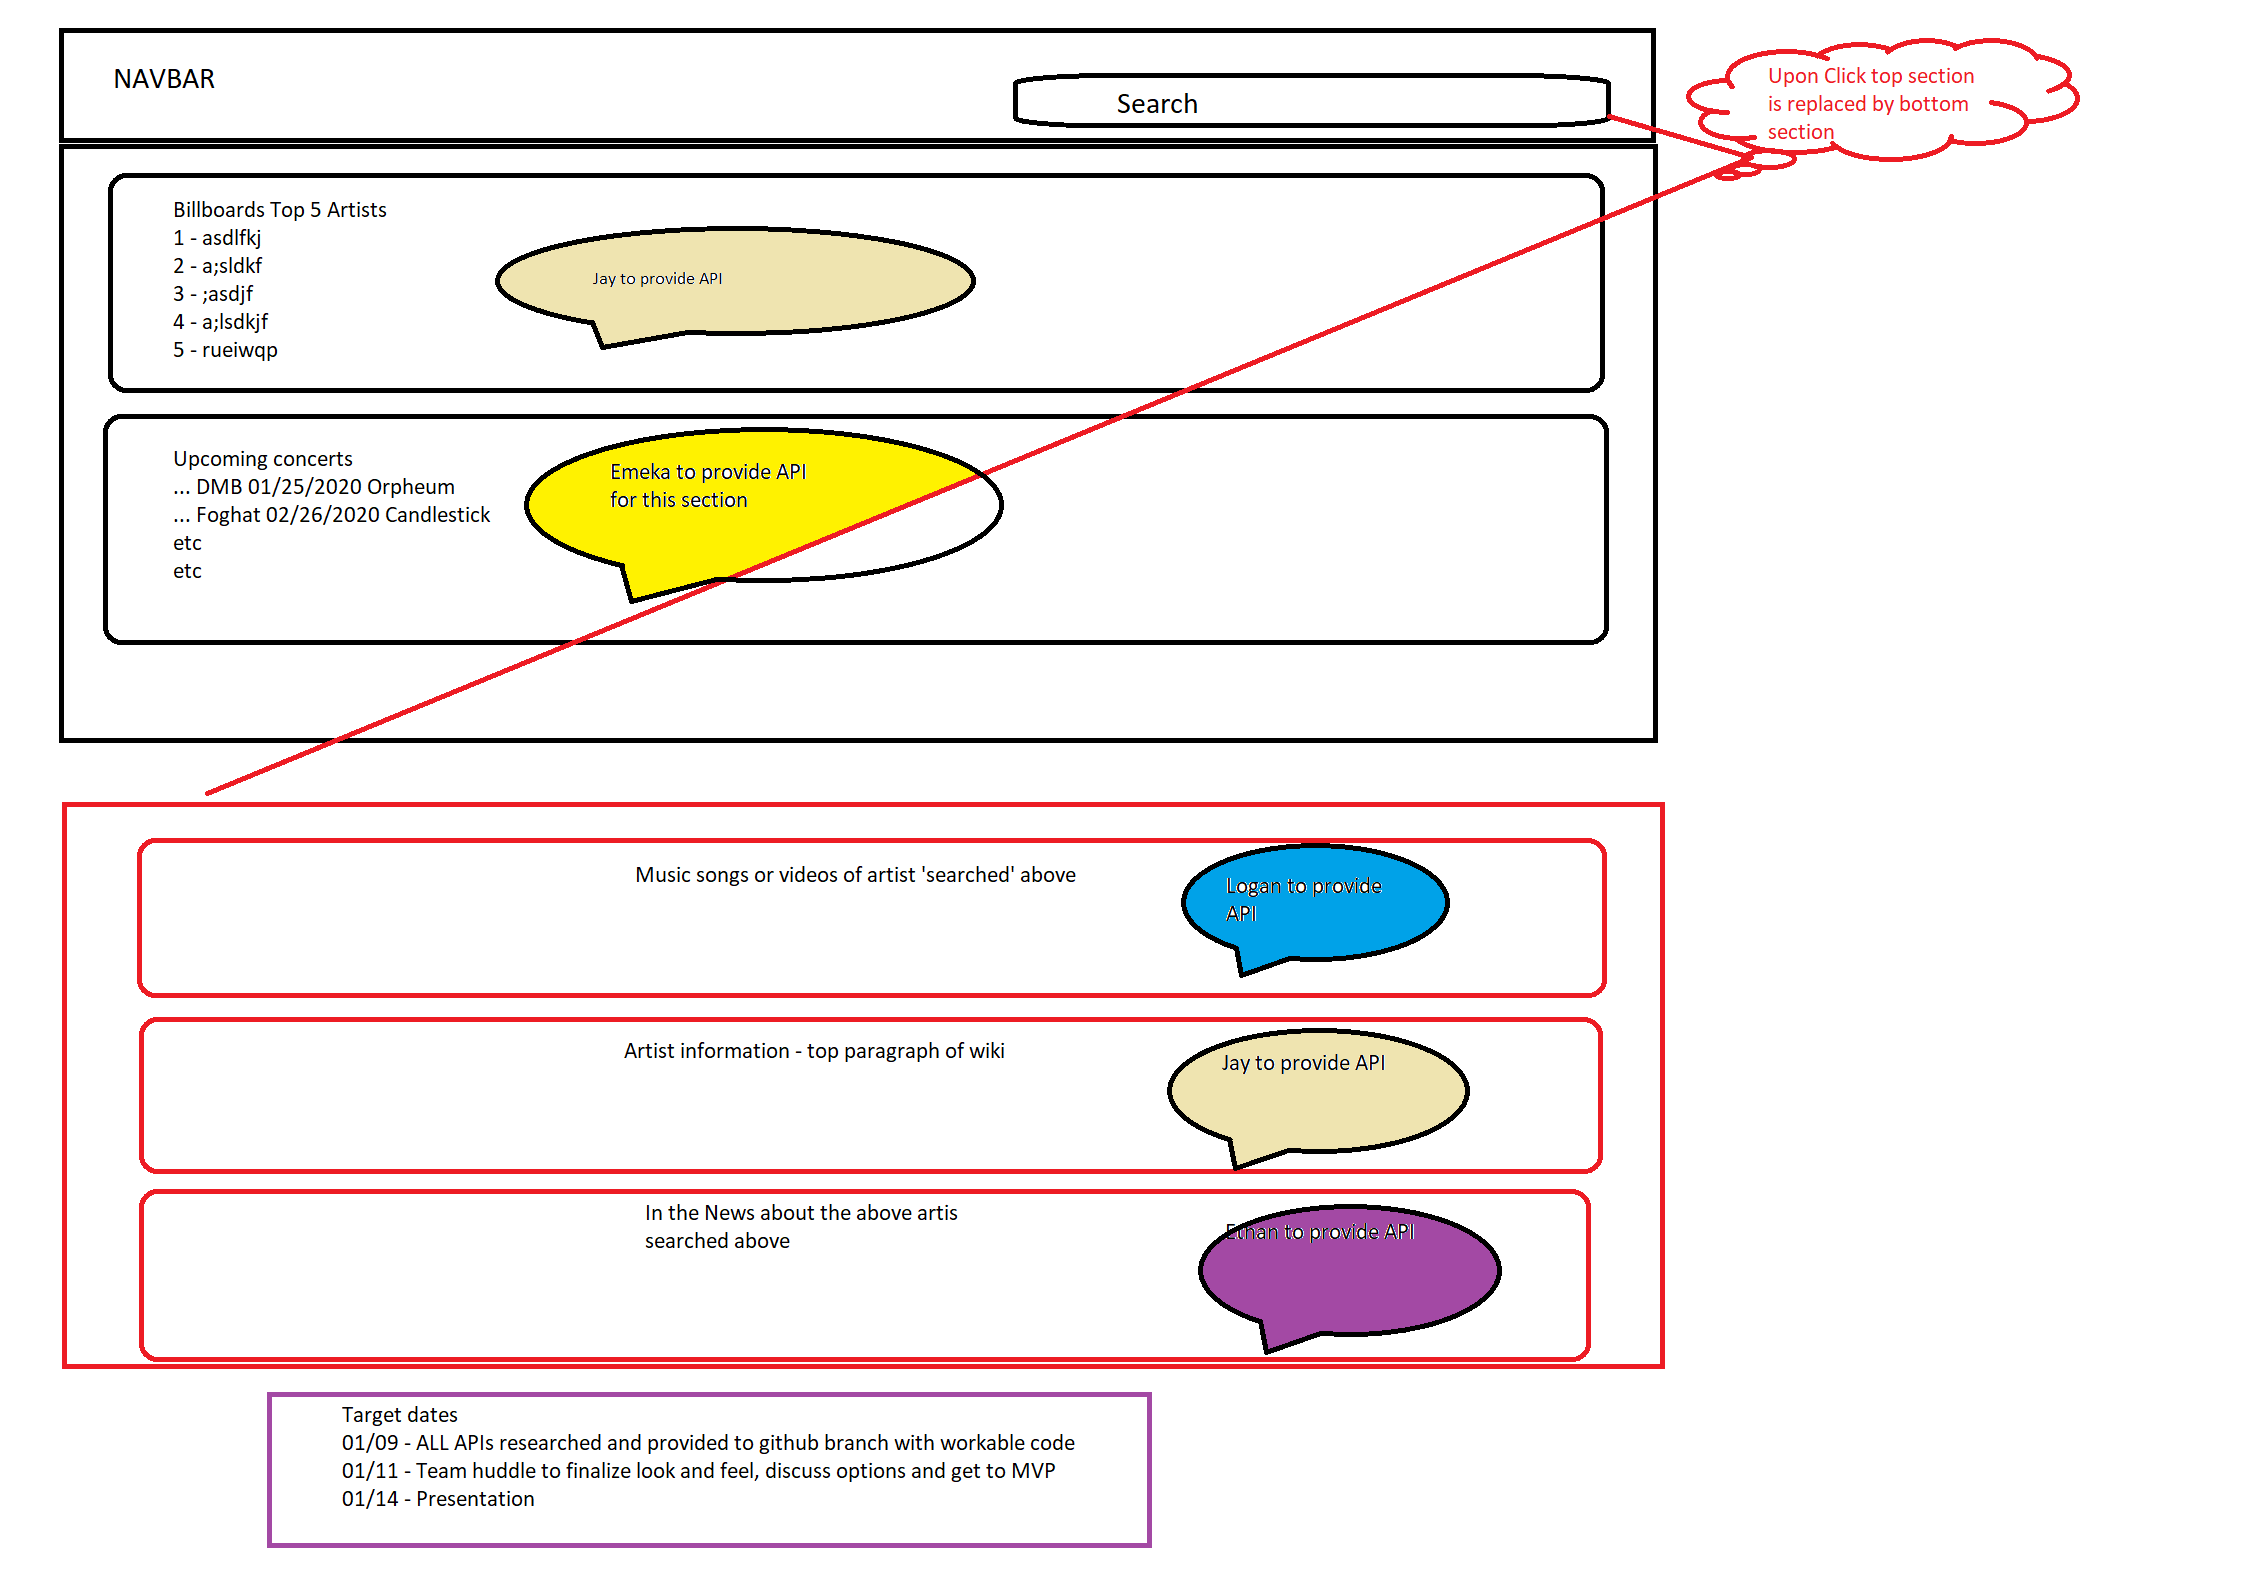 NAVBAR
Search
Upon Click top section
is replaced by bottom
section
Billboards Top 5 Artists
1 - asdlfkj
2 - a;sldkf
3 - ;asdjf
4 - a;lsdkjf
5 - rueiwqp
Jay to provide API
Upcoming concerts
... DMB 01/25/2020 Orpheum
... Foghat 02/26/2020 Candlestick
etc
etc
Emeka to provide API
for this section
Music songs or videos of artist 'searched' above
Logan to provide
API
Artist information - top paragraph of wiki
Jay to provide API
In the News about the above artis
searched above
Ethan to provide API
Target dates
01/09 - ALL APIs researched and provided to github branch with workable code
01/11 - Team huddle to finalize look and feel, discuss options and get to MVP
01/14 - Presentation